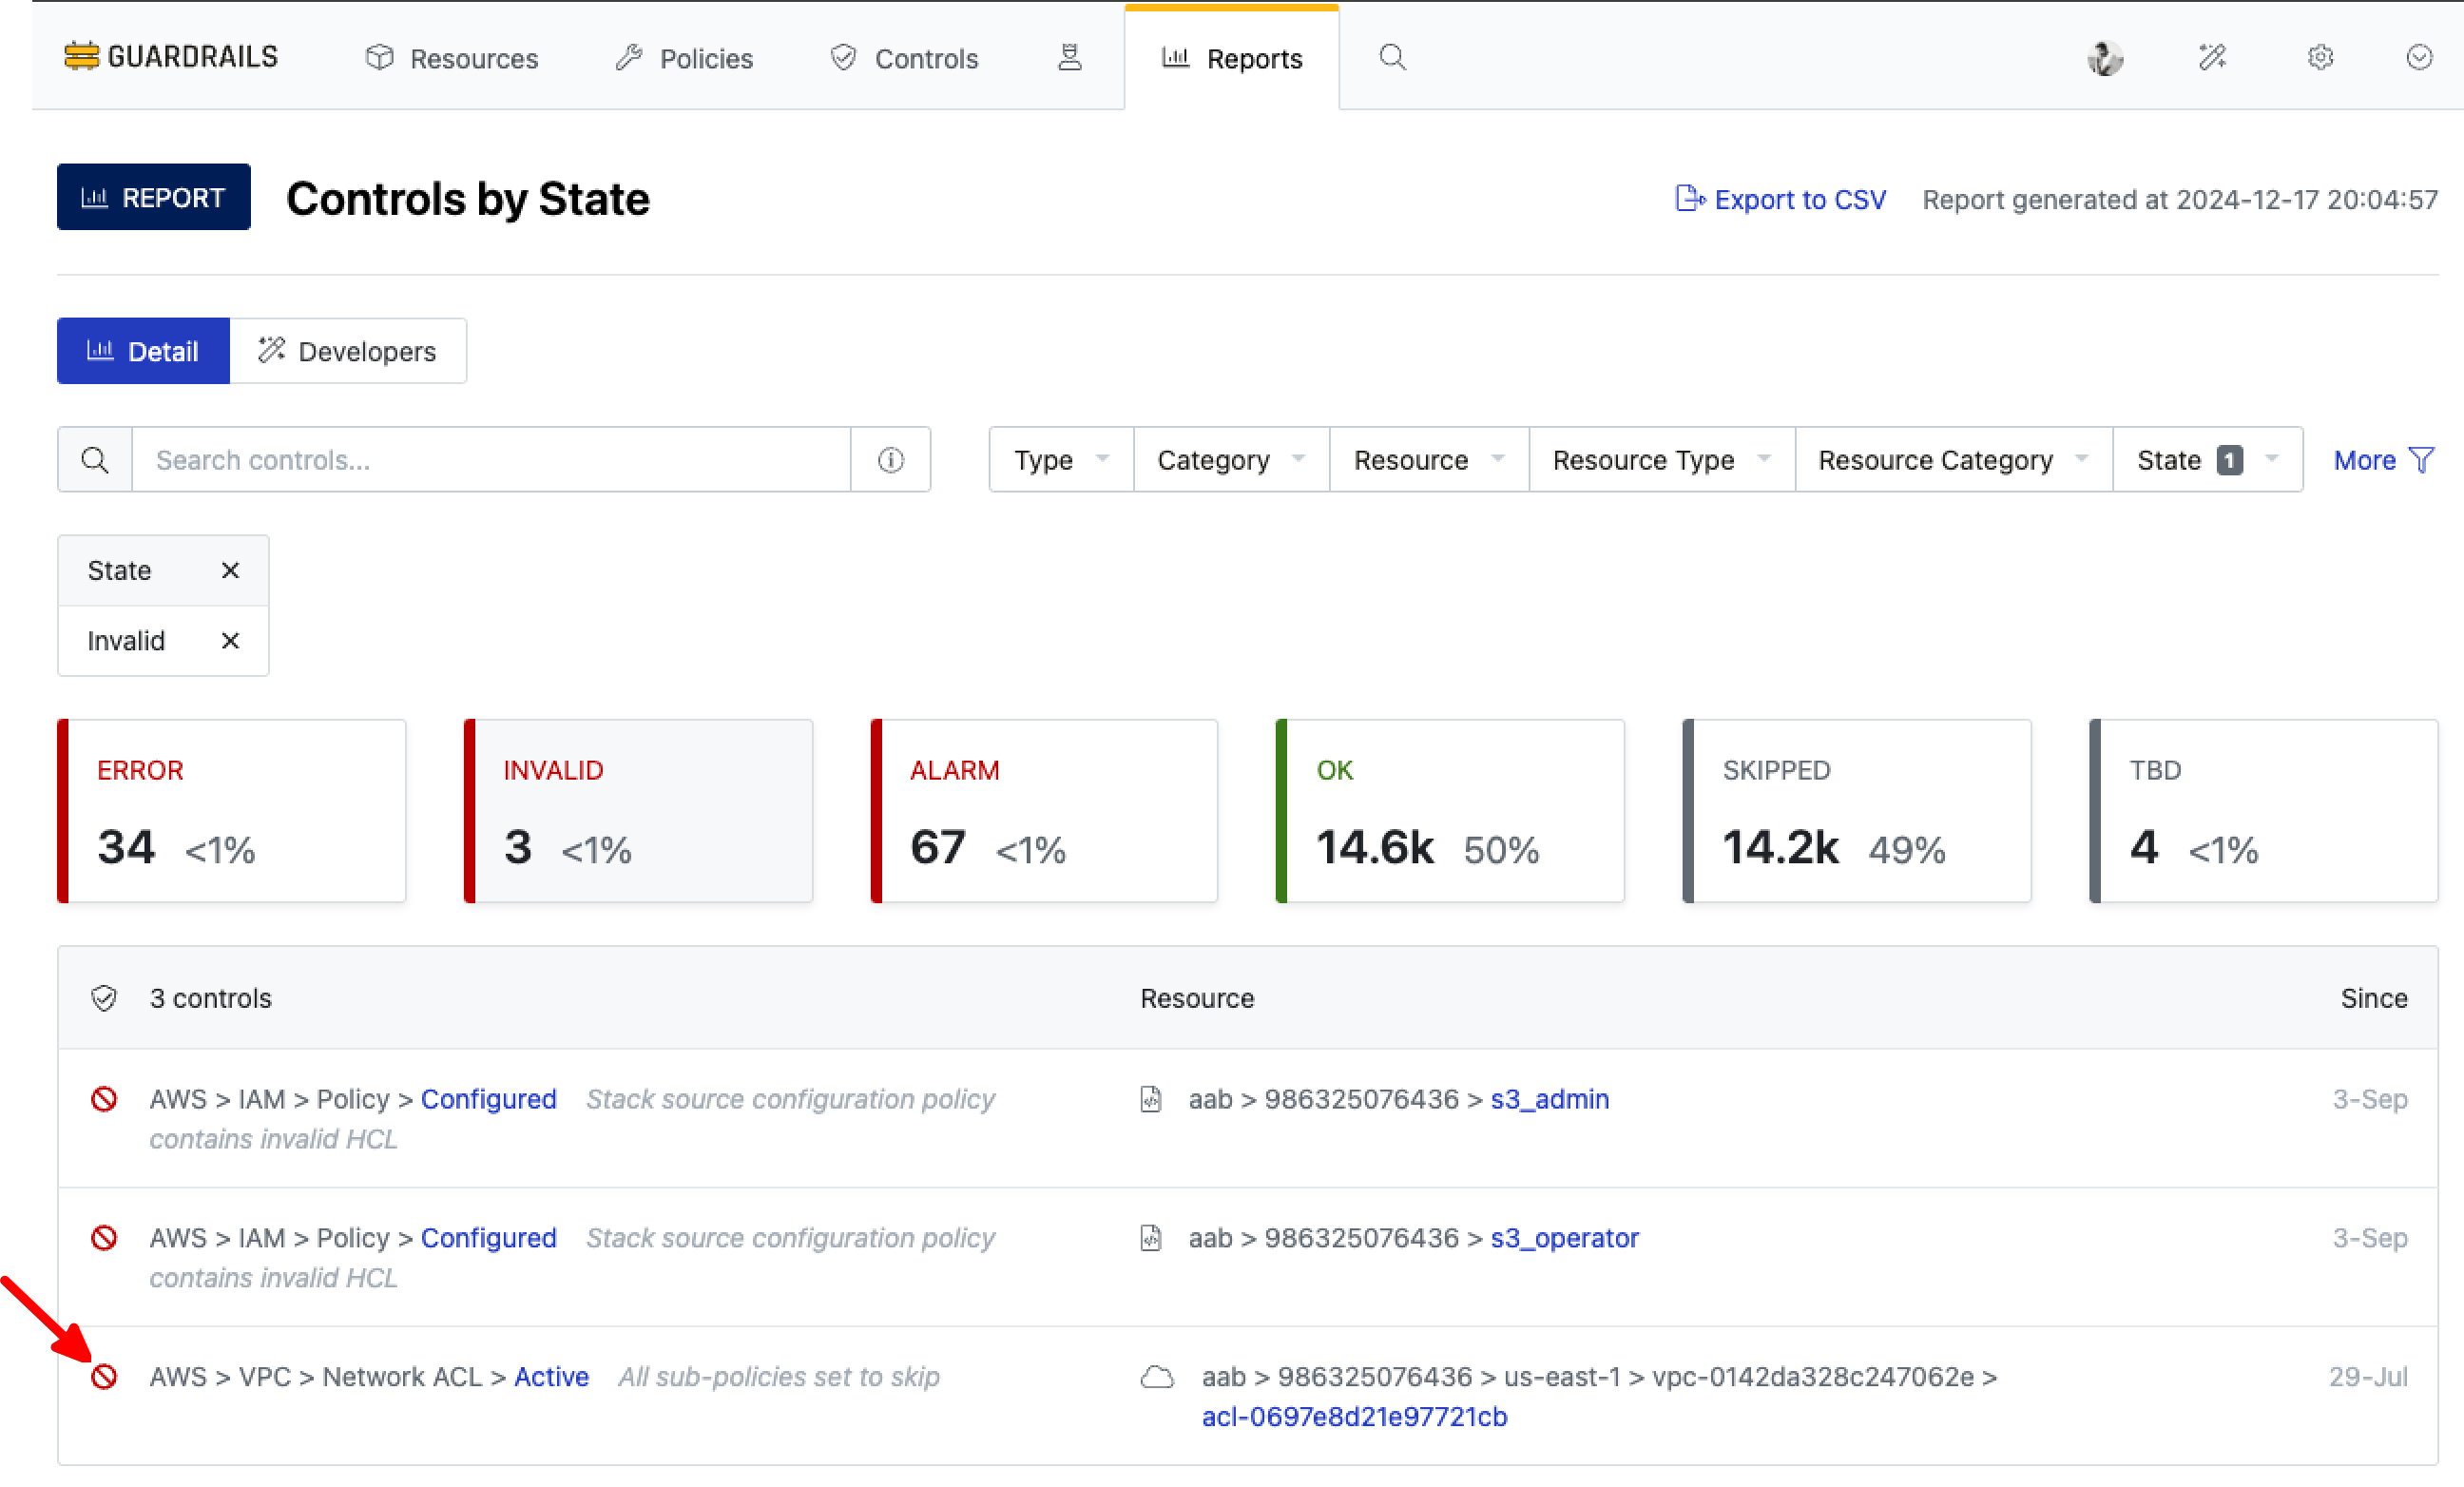 GUARDRAILS Resources Policies Controls Reports
REPORT Controls by State Export to CSV Report generated at 2024-12-17 20:04:57
Detail Developers
Search controls... Type Category Resource Resource Type Resource Category State 1 More
State
Invalid
ERROR INVALID ALARM OK SKIPPED TBD
34 <1% 3 <1% 67 <1% 14.6k 50% 14.2k 49% 4 <1%
3 controls Resource Since
AWS > IAM > Policy > Configured Stack source configuration policy aab > 986325076436 > s3_admin 3-Sep
contains invalid HCL
AWS > IAM > Policy > Configured Stack source configuration policy aab > 986325076436 > s3_operator 3-Sep
contains invalid HCL
AWS > VPC > Network ACL > Active All sub-policies set to skip aab > 986325076436 > us-east-1 > vpc-0142da328c247062e > 29-Jul
acl-0697e8d21e97721cb